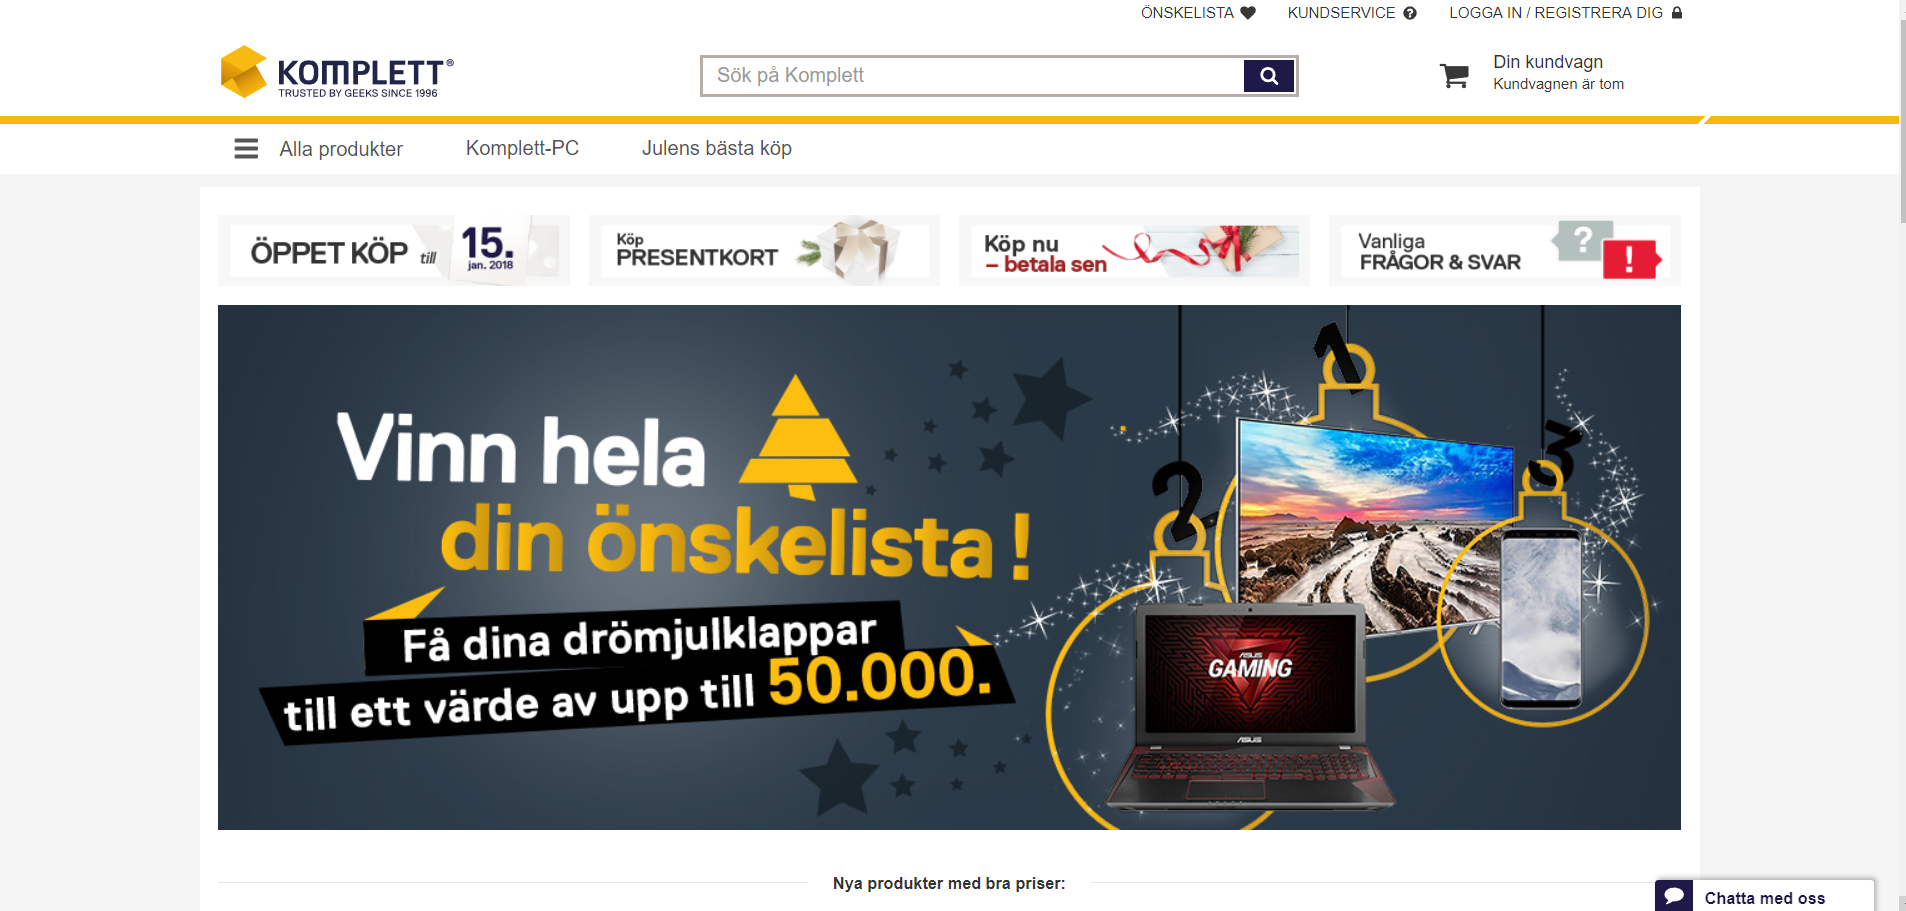 ÖNSKELISTA
KUNDSERVICE ?
LOGGA IN / REGISTRERA DIG
KOMPLETT®
TRUSTED BY GEEKS SINCE 1996
Sök på Komplett
Din kundvagn
Kundvagnen är tom
Alla produkter
Komplett-PC
Julens bästa köp
ÖPPET KÖP till
15.
jan. 2018
Köp
PRESENTKORT
Köp nu
– betala sen
Vanliga
FRÅGOR & SVAR
? !
Vinn hela
din önskelista!
Få dina drömjulklappar
till ett värde av upp till 50.000.
1
2
3
ASUS
GAMING
ASUS
Nya produkter med bra priser:
Chatta med oss